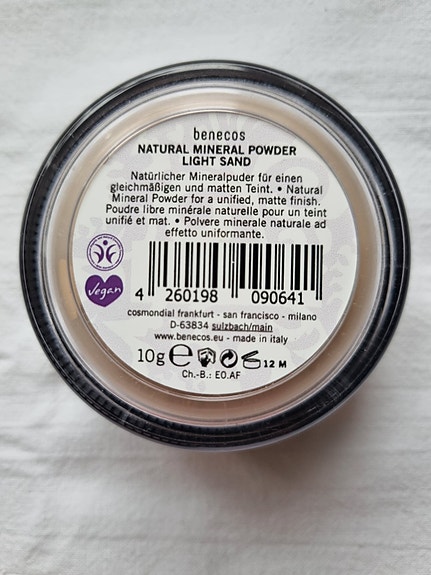 benecos
NATURAL MINERAL POWDER
LIGHT SAND
Natürlicher Mineralpuder für einen
gleichmäßigen und matten Teint. • Natural
Mineral Powder for a unified, matte finish.
Poudre libre minérale naturelle pour un teint
unifié et mat. • Polvere minerale naturale ad
effetto uniformante.
vegan
4 260198 090641
cosmondial frankfurt - san francisco - milano
D-63834 sulzbach/main
www.benecos.eu - made in italy
10g e 12 M
Ch.-B.: E0.AF